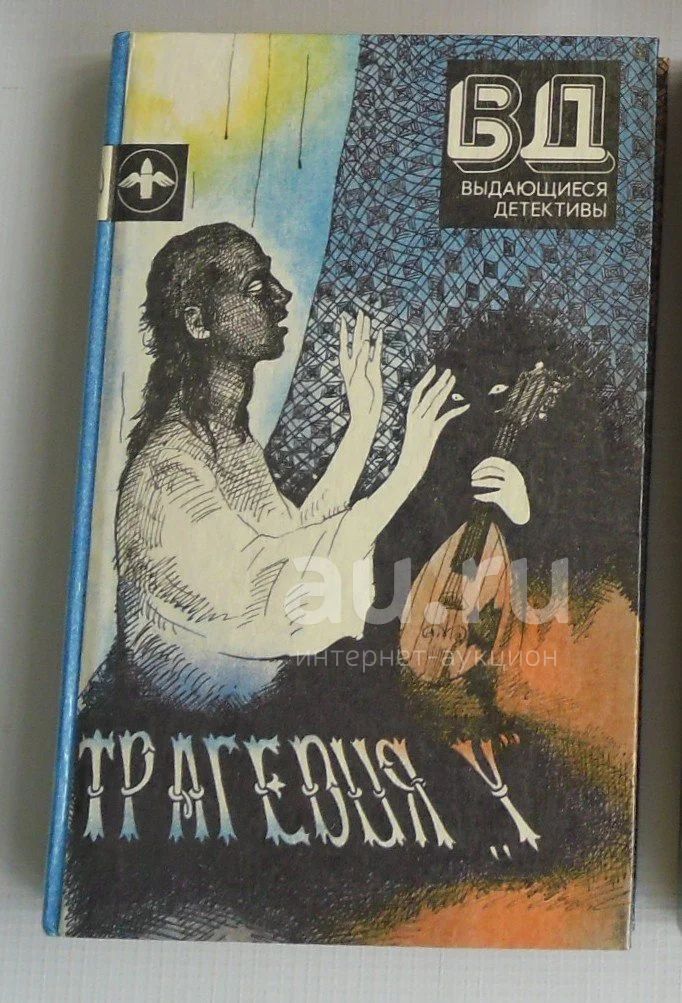 ВД
ВЫДАЮЩИЕСЯ
ДЕТЕКТИВЫ
au.ru
интернет-аукцион
ТРАГЕДИЯ „У”